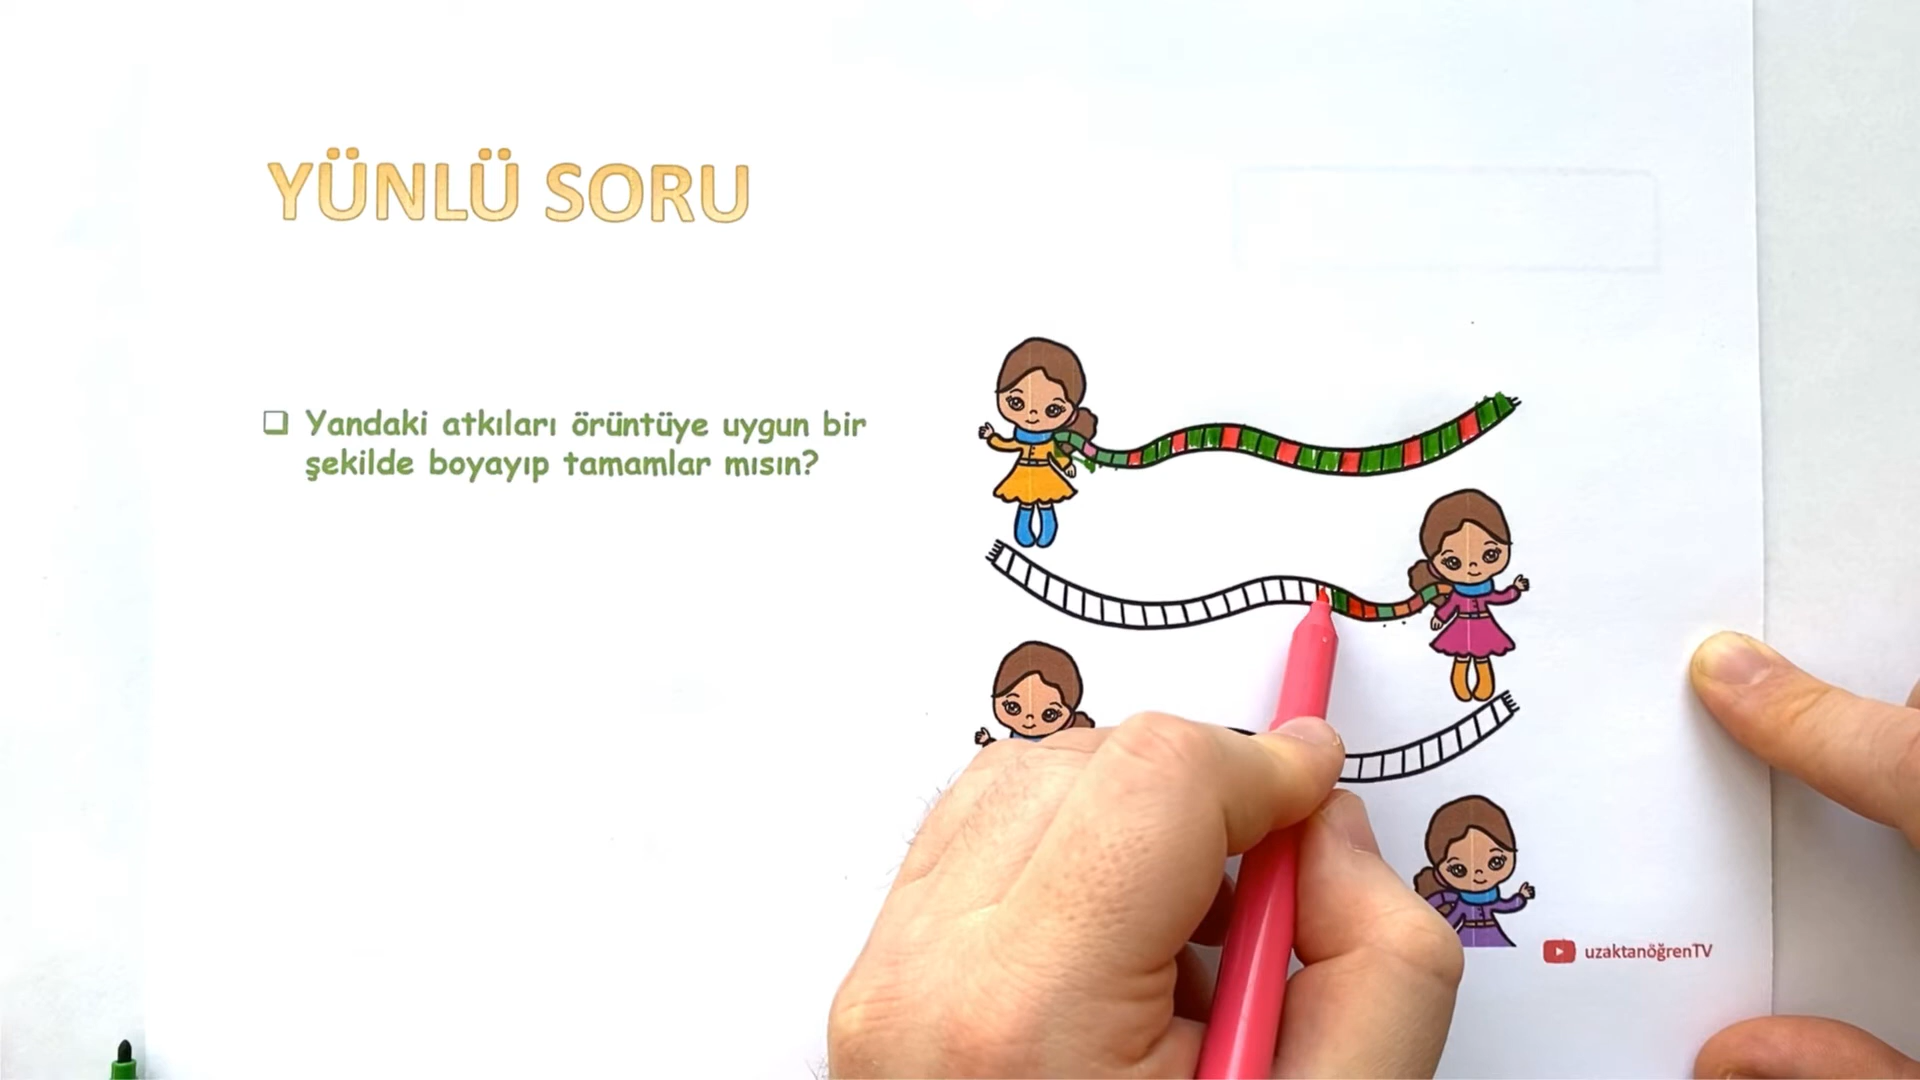 YÜNLÜ SORU
❑ Yandaki atkıları örüntüye uygun bir
şekilde boyayıp tamamlar mısın?
uzaktanöğrenTV